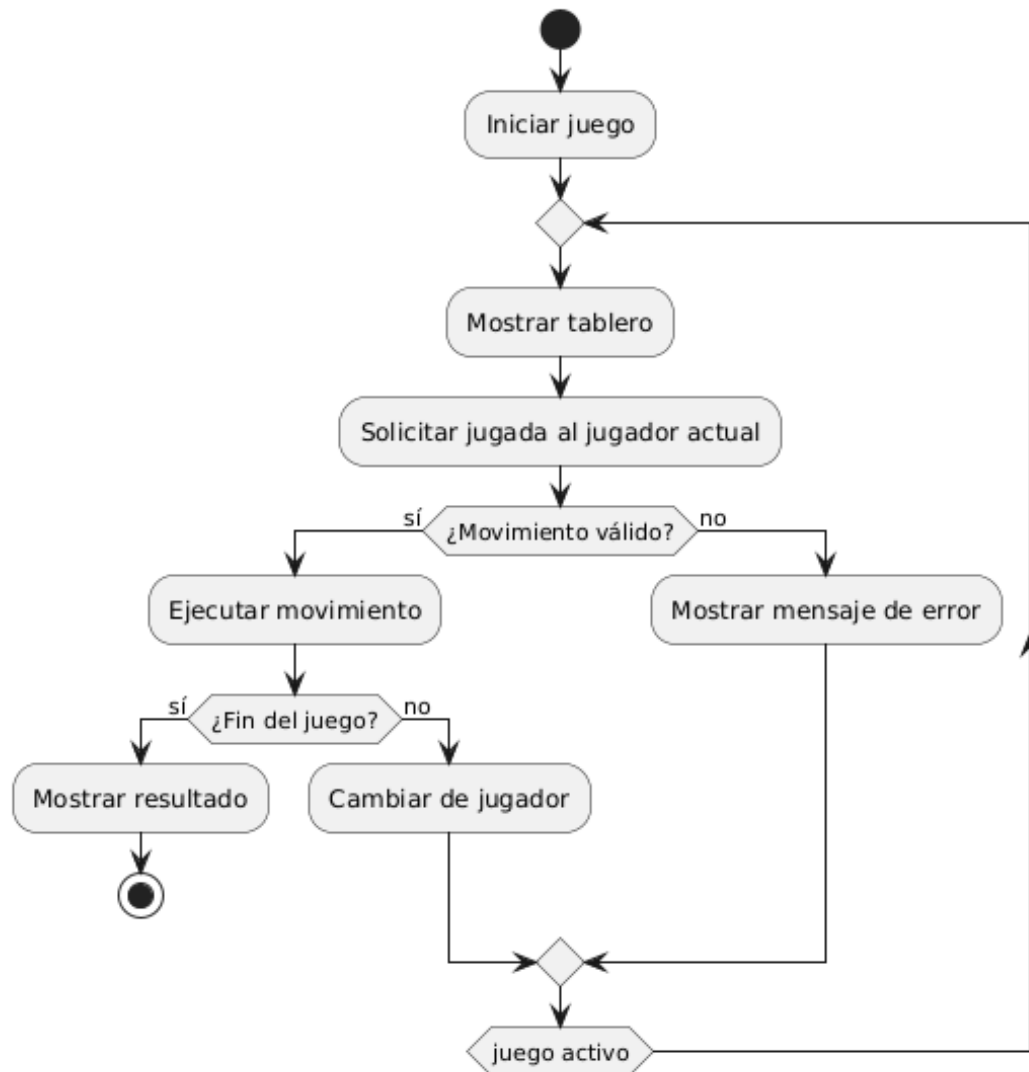 Iniciar juego
Mostrar tablero
Solicitar jugada al jugador actual
sí
¿Movimiento válido?
no
Ejecutar movimiento
Mostrar mensaje de error
sí
¿Fin del juego?
no
Mostrar resultado
Cambiar de jugador
juego activo